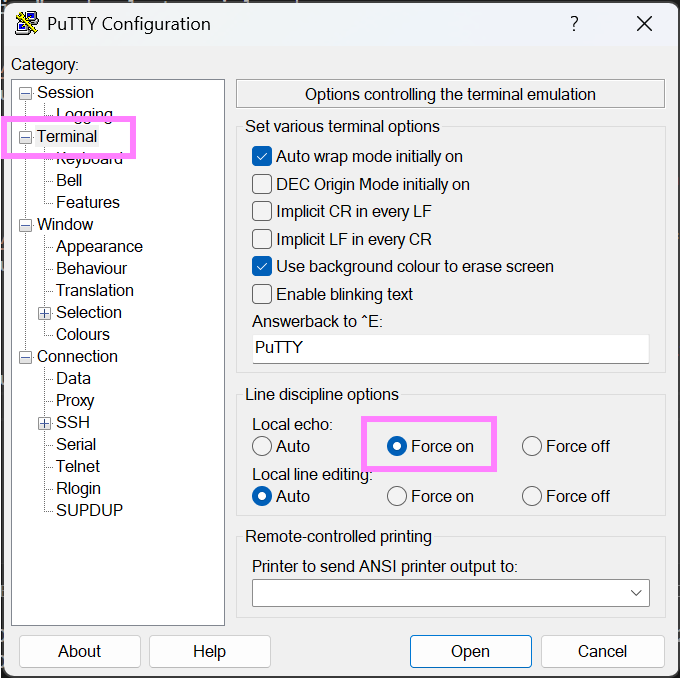 PuTTY Configuration
?
Category:
Session
Logging
Terminal
Keyboard
Bell
Features
Window
Appearance
Behaviour
Translation
Selection
Colours
Connection
Data
Proxy
SSH
Serial
Telnet
Rlogin
SUPDUP
Options controlling the terminal emulation
Set various terminal options
Auto wrap mode initially on
DEC Origin Mode initially on
Implicit CR in every LF
Implicit LF in every CR
Use background colour to erase screen
Enable blinking text
Answerback to ^E:
PuTTY
Line discipline options
Local echo:
Auto Force on Force off
Local line editing:
Auto Force on Force off
Remote-controlled printing
Printer to send ANSI printer output to:
About Help Open Cancel